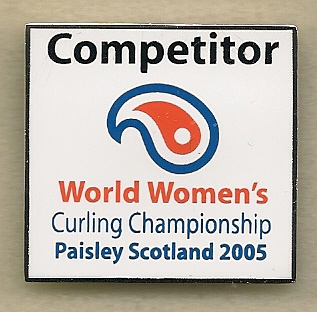 Competitor
World Women's
Curling Championship
Paisley Scotland 2005